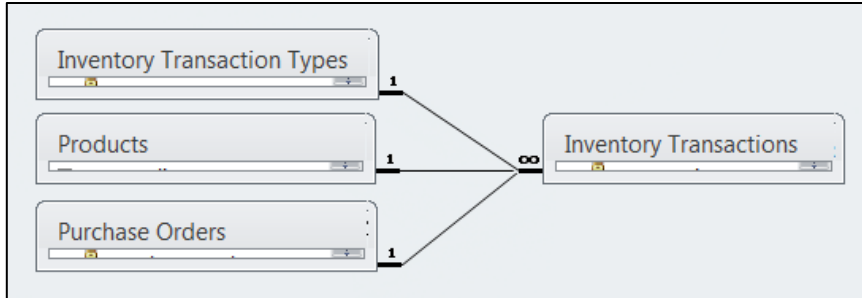 Inventory Transaction Types
1
Products
1
∞
Inventory Transactions
Purchase Orders
1